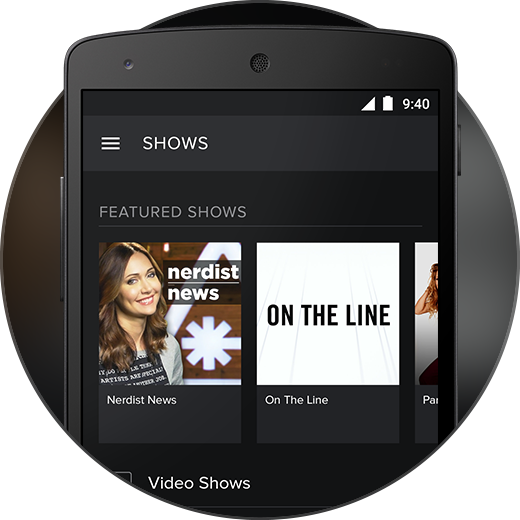 9:40
SHOWS
FEATURED SHOWS
nerdist
news
ON THE LINE
Nerdist News
On The Line
Par
Video Shows